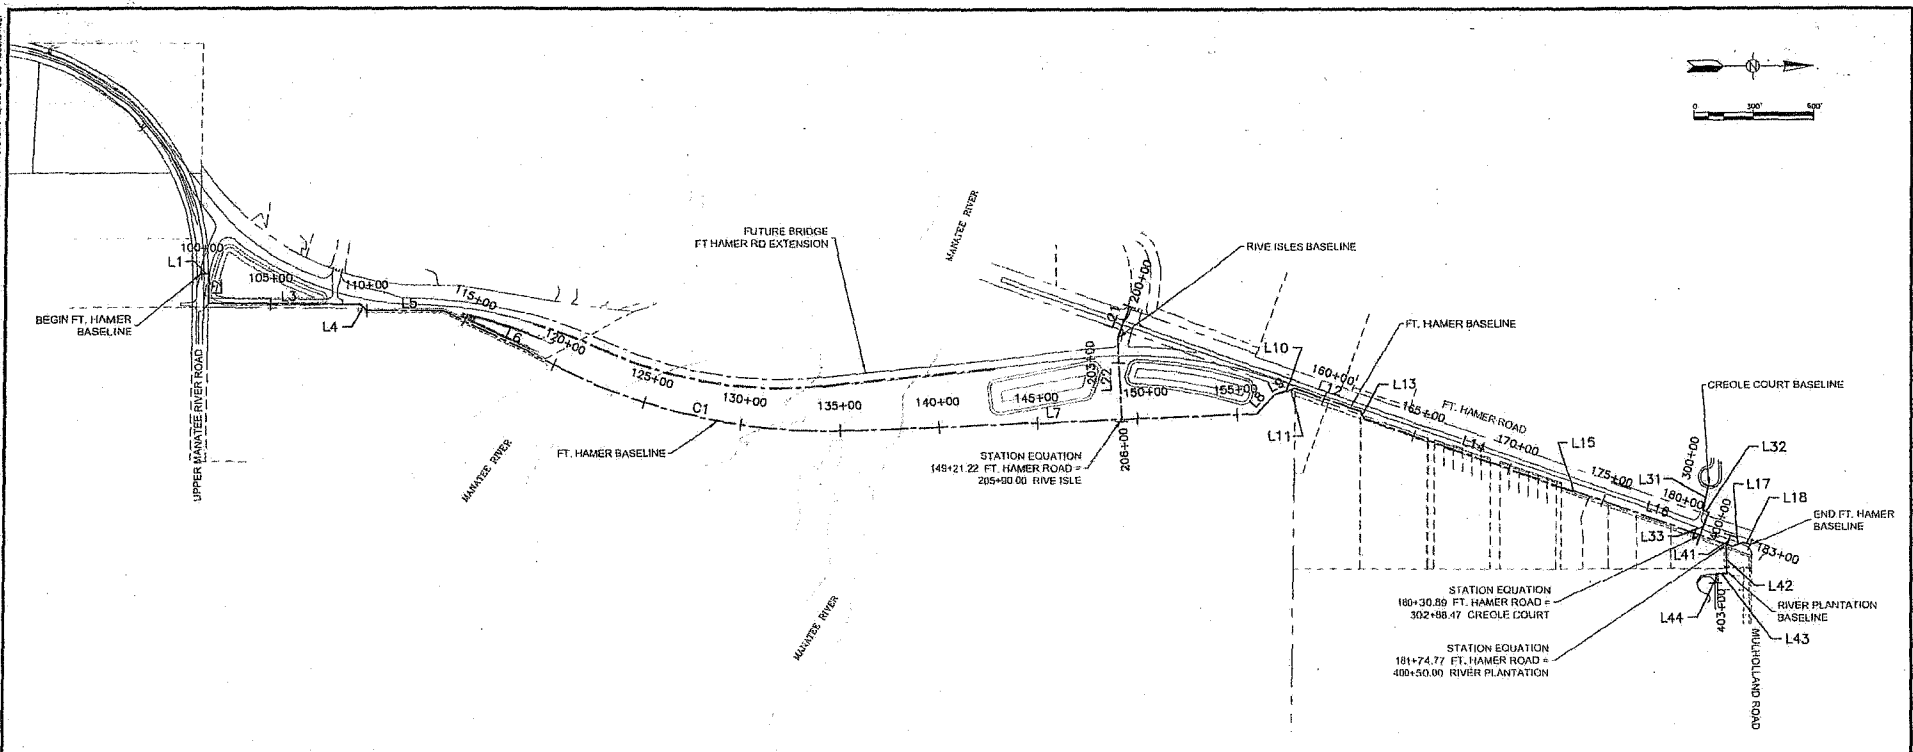 N
0 300' 600'
MANATEE RIVER
FUTURE BRIDGE
FT HAMER RD EXTENSION
RIVE ISLES BASELINE
100+00
L1
105+00
L3
110+00
L5
115+00
BEGIN FT. HAMER
BASELINE
L4
L6
120+00
125+00
UPPER MANATEE RIVER ROAD
C1
130+00
135+00
140+00
145+00
L7
FT. HAMER BASELINE
MANATEE RIVER
MANATEE RIVER
200+00
203+00
L22
150+00
155+00
L8
L9
L10
L11
206+00
STATION EQUATION
149+21.22 FT. HAMER ROAD =
205+90.00 RIVE ISLE
FT. HAMER BASELINE
160+00
L12
L13
165+00
FT. HAMER ROAD
L14
170+00
L15
175+00
L31
180+00
L16
300+00
CREOLE COURT BASELINE
L32
L17
L18
400+00
END FT. HAMER
BASELINE
183+00
L33
L41
L42
RIVER PLANTATION
BASELINE
L43
L44
403+00
STATION EQUATION
180+30.89 FT. HAMER ROAD =
302+88.47 CREOLE COURT
STATION EQUATION
181+74.77 FT. HAMER ROAD =
400+50.00 RIVER PLANTATION
MULHOLLAND ROAD